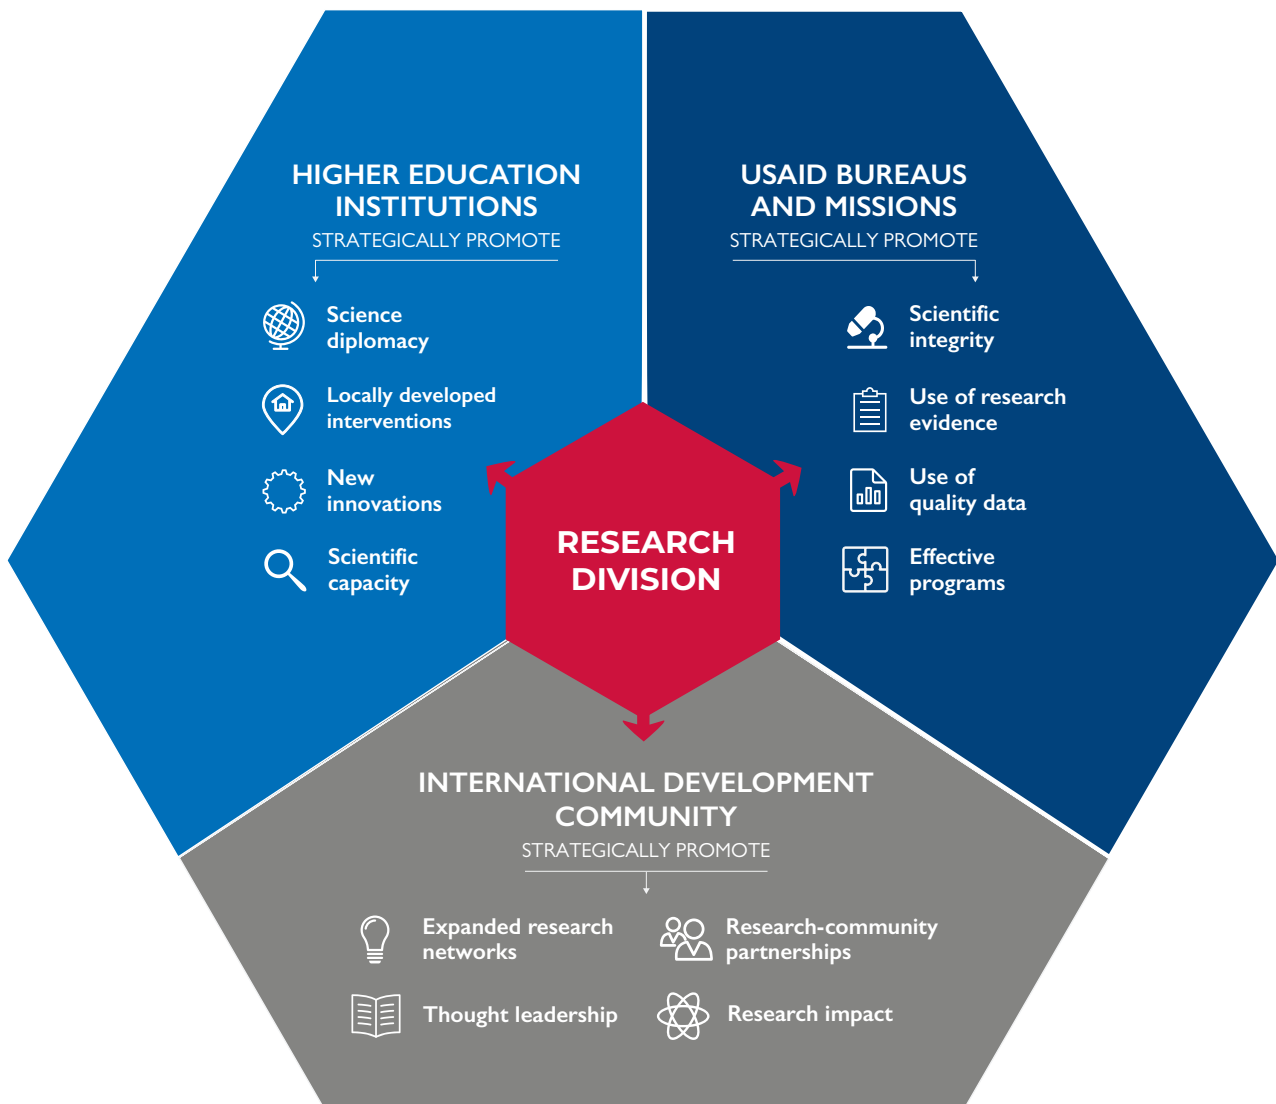 HIGHER EDUCATION
INSTITUTIONS
STRATEGICALLY PROMOTE
Science
diplomacy
Locally developed
interventions
New
innovations
Scientific
capacity
USAID BUREAUS
AND MISSIONS
STRATEGICALLY PROMOTE
Scientific
integrity
Use of research
evidence
Use of
quality data
Effective
programs
RESEARCH
DIVISION
INTERNATIONAL DEVELOPMENT
COMMUNITY
STRATEGICALLY PROMOTE
Expanded research
networks
Research-community
partnerships
Thought leadership
Research impact